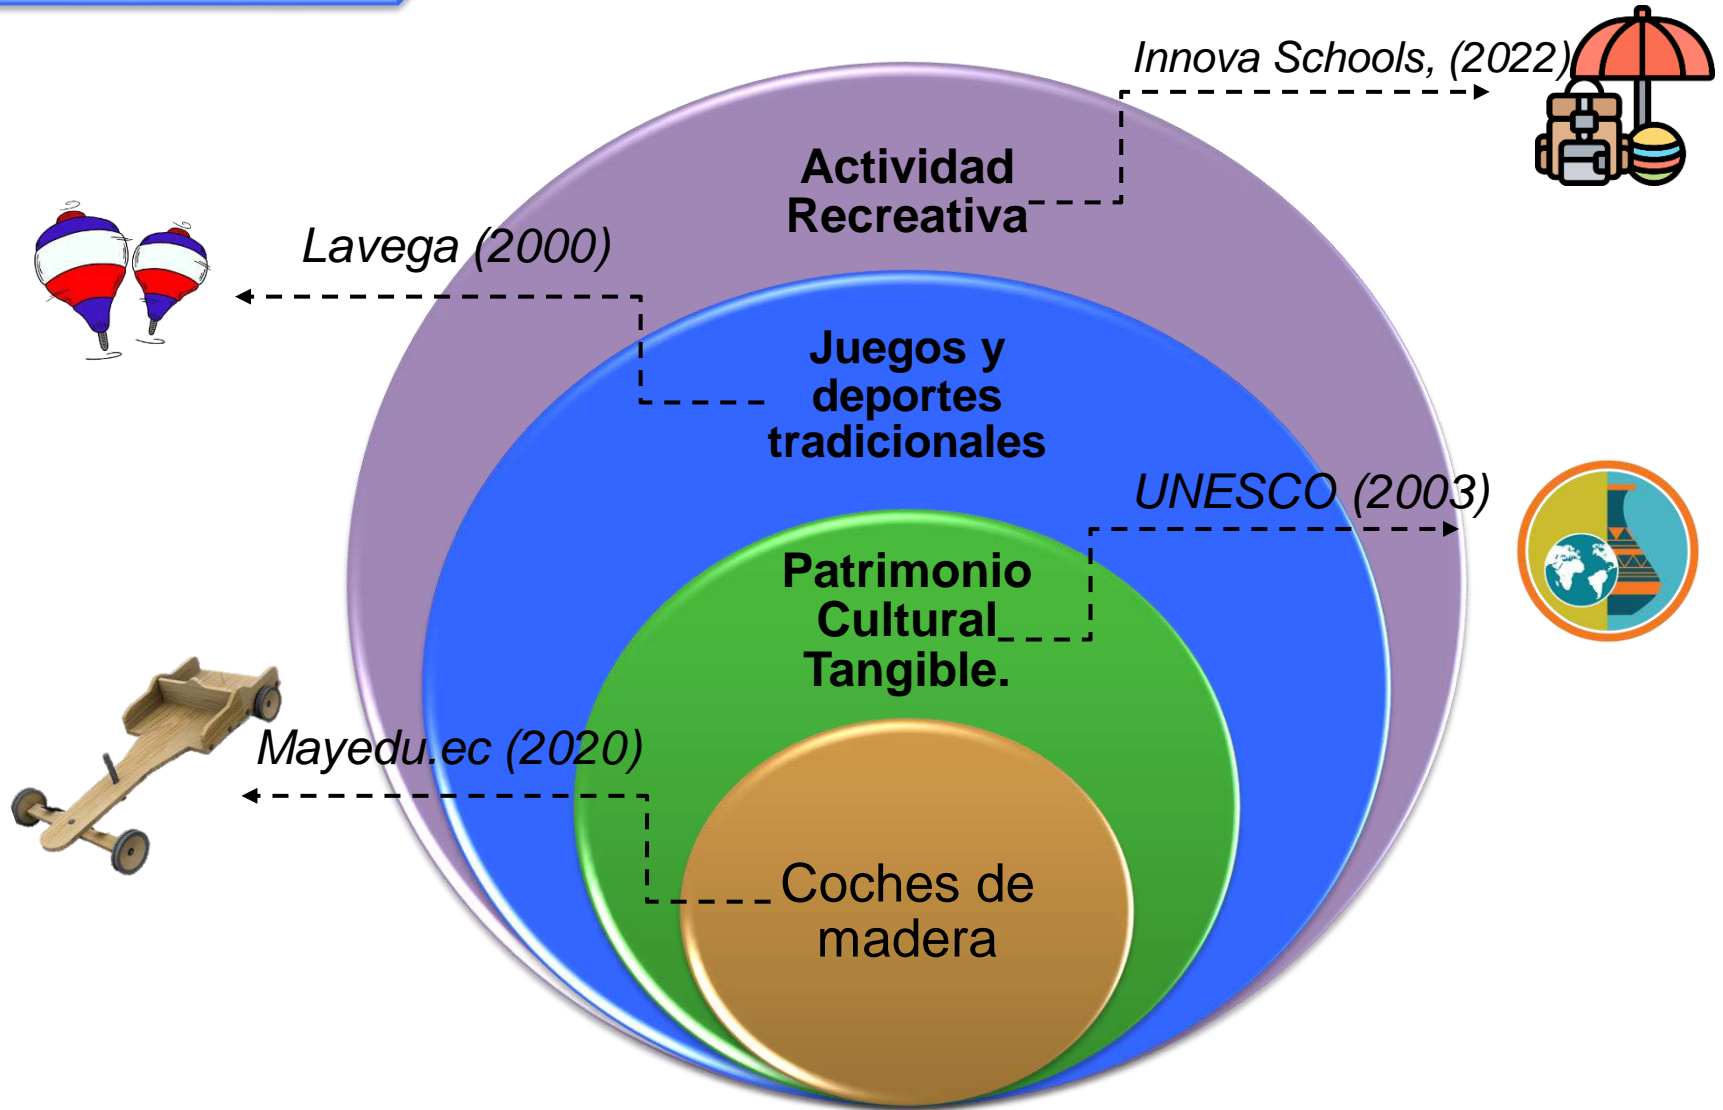 Innova Schools, (2022)
Actividad
Recreativa
Lavega (2000)
Juegos y
deportes
tradicionales
UNESCO (2003)
Patrimonio
Cultural
Tangible.
Mayedu.ec (2020)
Coches de
madera